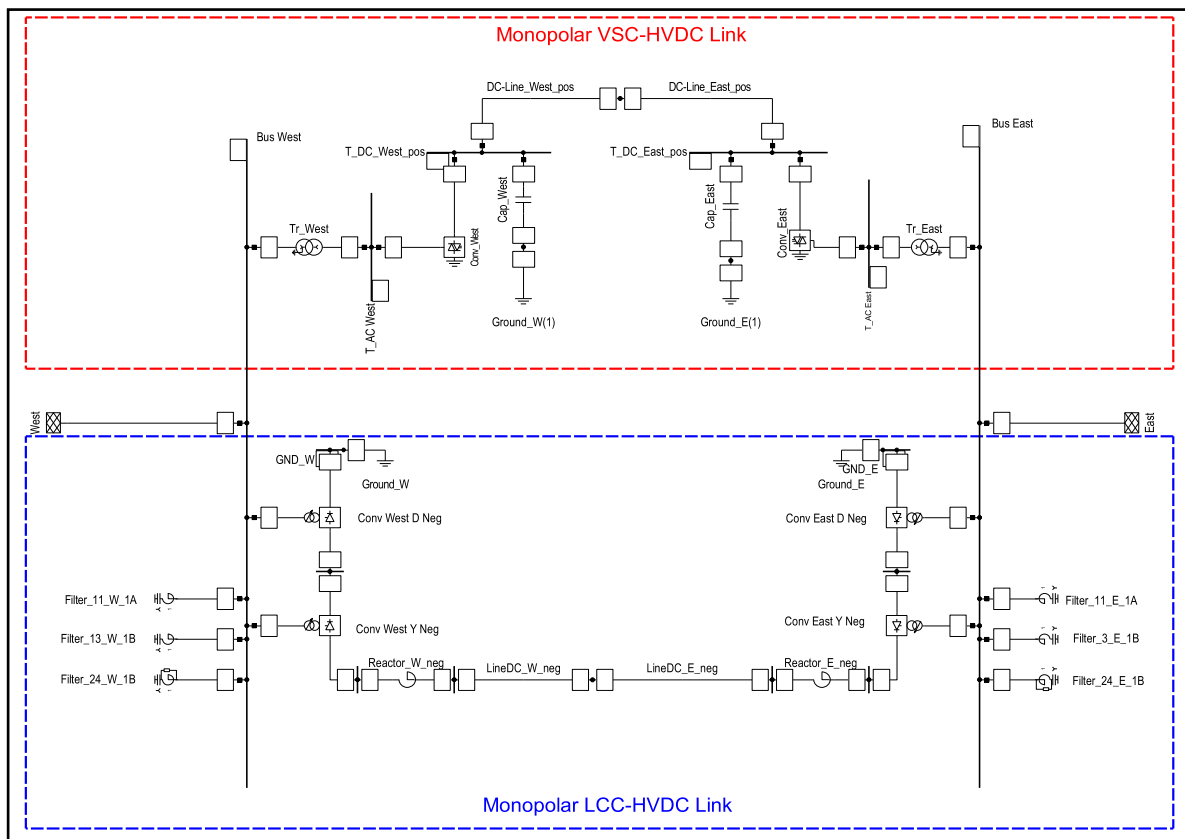 Monopolar VSC-HVDC Link
DC-Line_West_pos
DC-Line_East_pos
Bus West
Bus East
T_DC_West_pos
T_DC_East_pos
Cap_West
Cap_East
Tr_West
Conv_West
Conv_East
Tr_East
T_AC West
T_AC East
Ground_W(1)
Ground_E(1)
West
East
GND_W
GND_E
Ground_W
Ground_E
Conv West D Neg
Conv East D Neg
Filter_11_W_1A
Filter_11_E_1A
Conv West Y Neg
Conv East Y Neg
Filter_13_W_1B
Filter_3_E_1B
Reactor_W_neg
LineDC_W_neg
LineDC_E_neg
Reactor_E_neg
Filter_24_W_1B
Filter_24_E_1B
Monopolar LCC-HVDC Link